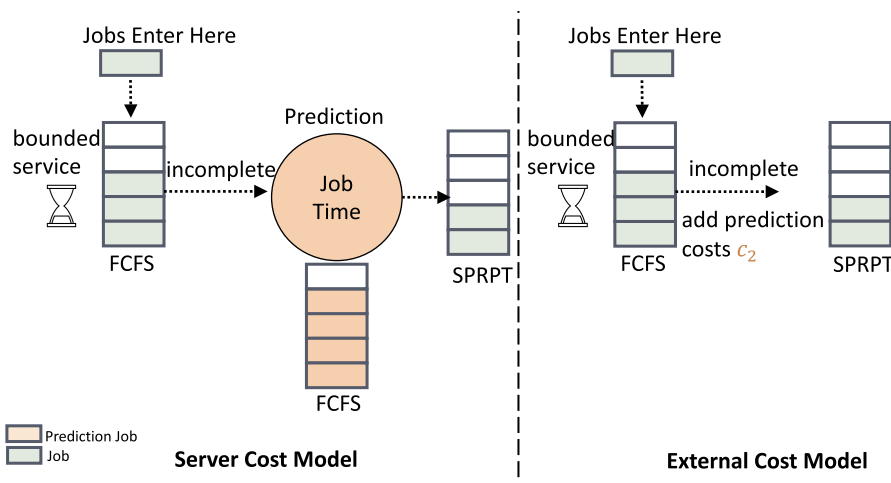 Jobs Enter Here
bounded
service
incomplete
FCFS
Prediction
Job
Time
FCFS
SPRPT
Prediction Job
Job
Server Cost Model
Jobs Enter Here
bounded
service
incomplete
add prediction
costs c₂
FCFS
SPRPT
External Cost Model